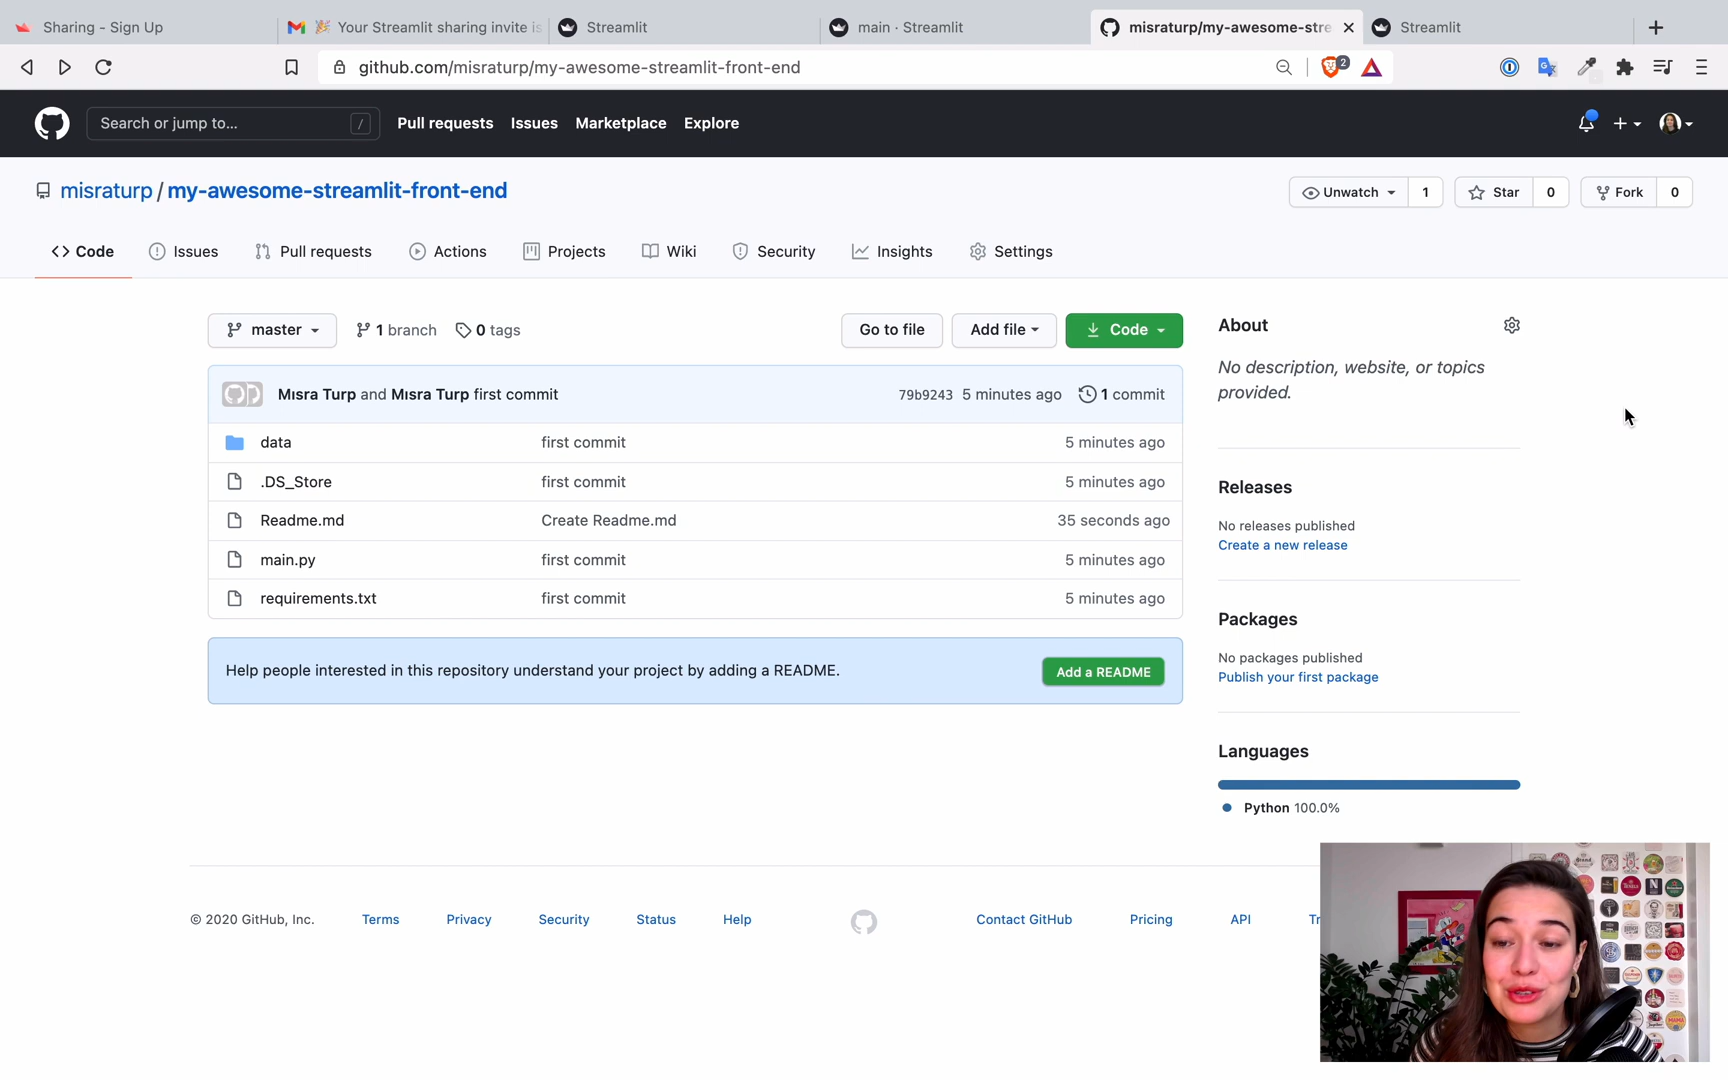 Sharing - Sign Up
🎉 Your Streamlit sharing invite is
Streamlit
main · Streamlit
misraturp/my-awesome-stre
Streamlit
github.com/misraturp/my-awesome-streamlit-front-end
2
Search or jump to...
/
Pull requests
Issues
Marketplace
Explore
misraturp / my-awesome-streamlit-front-end
Unwatch
1
Star
0
Fork
0
Code
Issues
Pull requests
Actions
Projects
Wiki
Security
Insights
Settings
master
1 branch
0 tags
Go to file
Add file
Code
Mısra Turp and Mısra Turp first commit
79b9243 5 minutes ago
1 commit
data first commit 5 minutes ago
.DS_Store first commit 5 minutes ago
Readme.md Create Readme.md 35 seconds ago
main.py first commit 5 minutes ago
requirements.txt first commit 5 minutes ago
Help people interested in this repository understand your project by adding a README.
Add a README
About
No description, website, or topics
provided.
Releases
No releases published
Create a new release
Packages
No packages published
Publish your first package
Languages
Python 100.0%
© 2020 GitHub, Inc.
Terms
Privacy
Security
Status
Help
Contact GitHub
Pricing
API